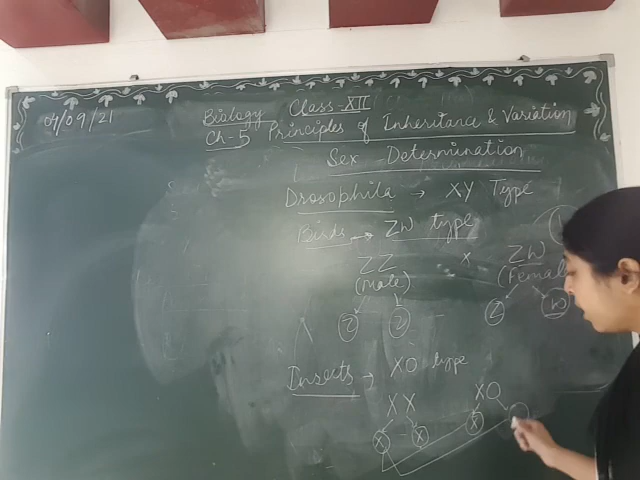 04/09/21
Class-XII
Biology
Ch-5 Principles of Inheritance & Variation
Sex Determination
Drosophila → XY Type
Birds → ZW type
ZZ x ZW
(Male) (Female
Z Z Z W
Insects → XO type
XX XO
X X X